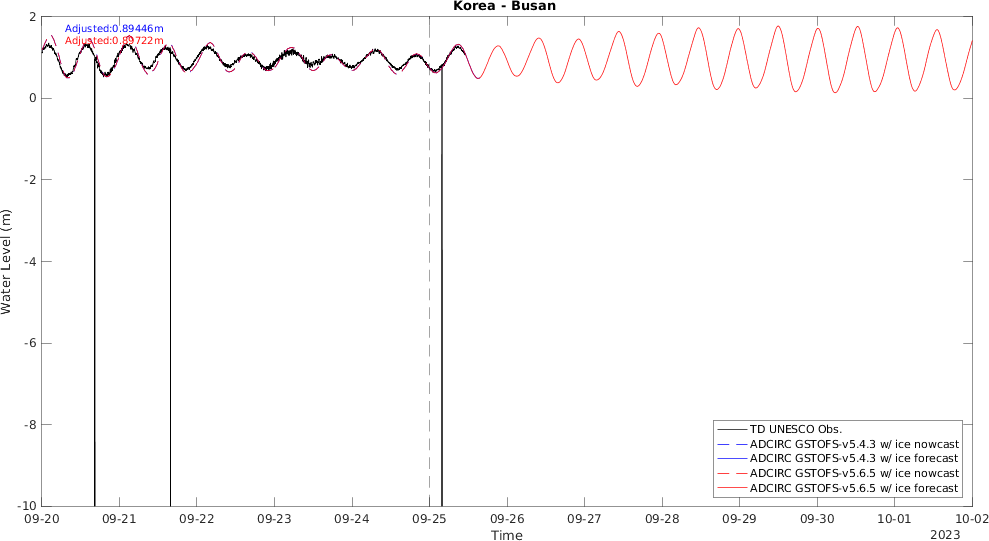 Korea - Busan
Adjusted:0.89446m
Adjusted:0.89722m
2
0
-2
-4
-6
-8
-10
Water Level (m)
TD UNESCO Obs.
ADCIRC GSTOFS-v5.4.3 w/ ice nowcast
ADCIRC GSTOFS-v5.4.3 w/ ice forecast
ADCIRC GSTOFS-v5.6.5 w/ ice nowcast
ADCIRC GSTOFS-v5.6.5 w/ ice forecast
09-20 09-21 09-22 09-23 09-24 09-25 09-26 09-27 09-28 09-29 09-30 10-01 10-02
Time
2023